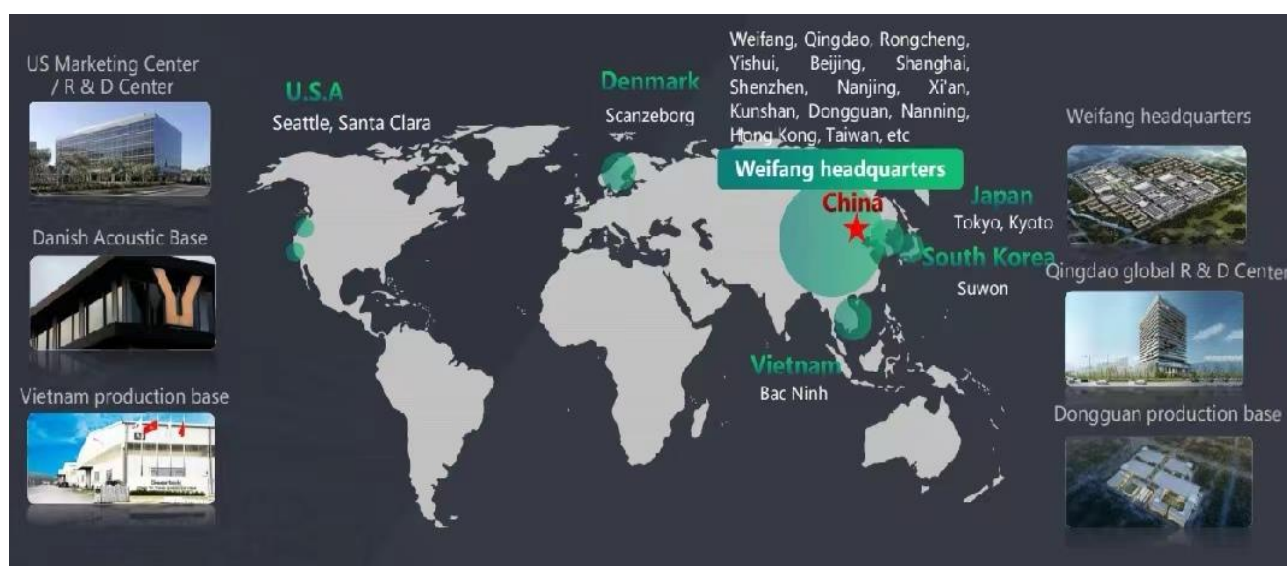 US Marketing Center
/ R & D Center
Danish Acoustic Base
Vietnam production base
U.S.A
Seattle, Santa Clara
Denmark
Scanzeborg
Weifang, Qingdao, Rongcheng,
Yishui, Beijing, Shanghai,
Shenzhen, Nanjing, Xi'an,
Kunshan, Dongguan, Nanning,
Hong Kong, Taiwan, etc
Weifang headquarters
China
Japan
Tokyo, Kyoto
South Korea
Suwon
Vietnam
Bac Ninh
Weifang headquarters
Qingdao global R & D Center
Dongguan production base